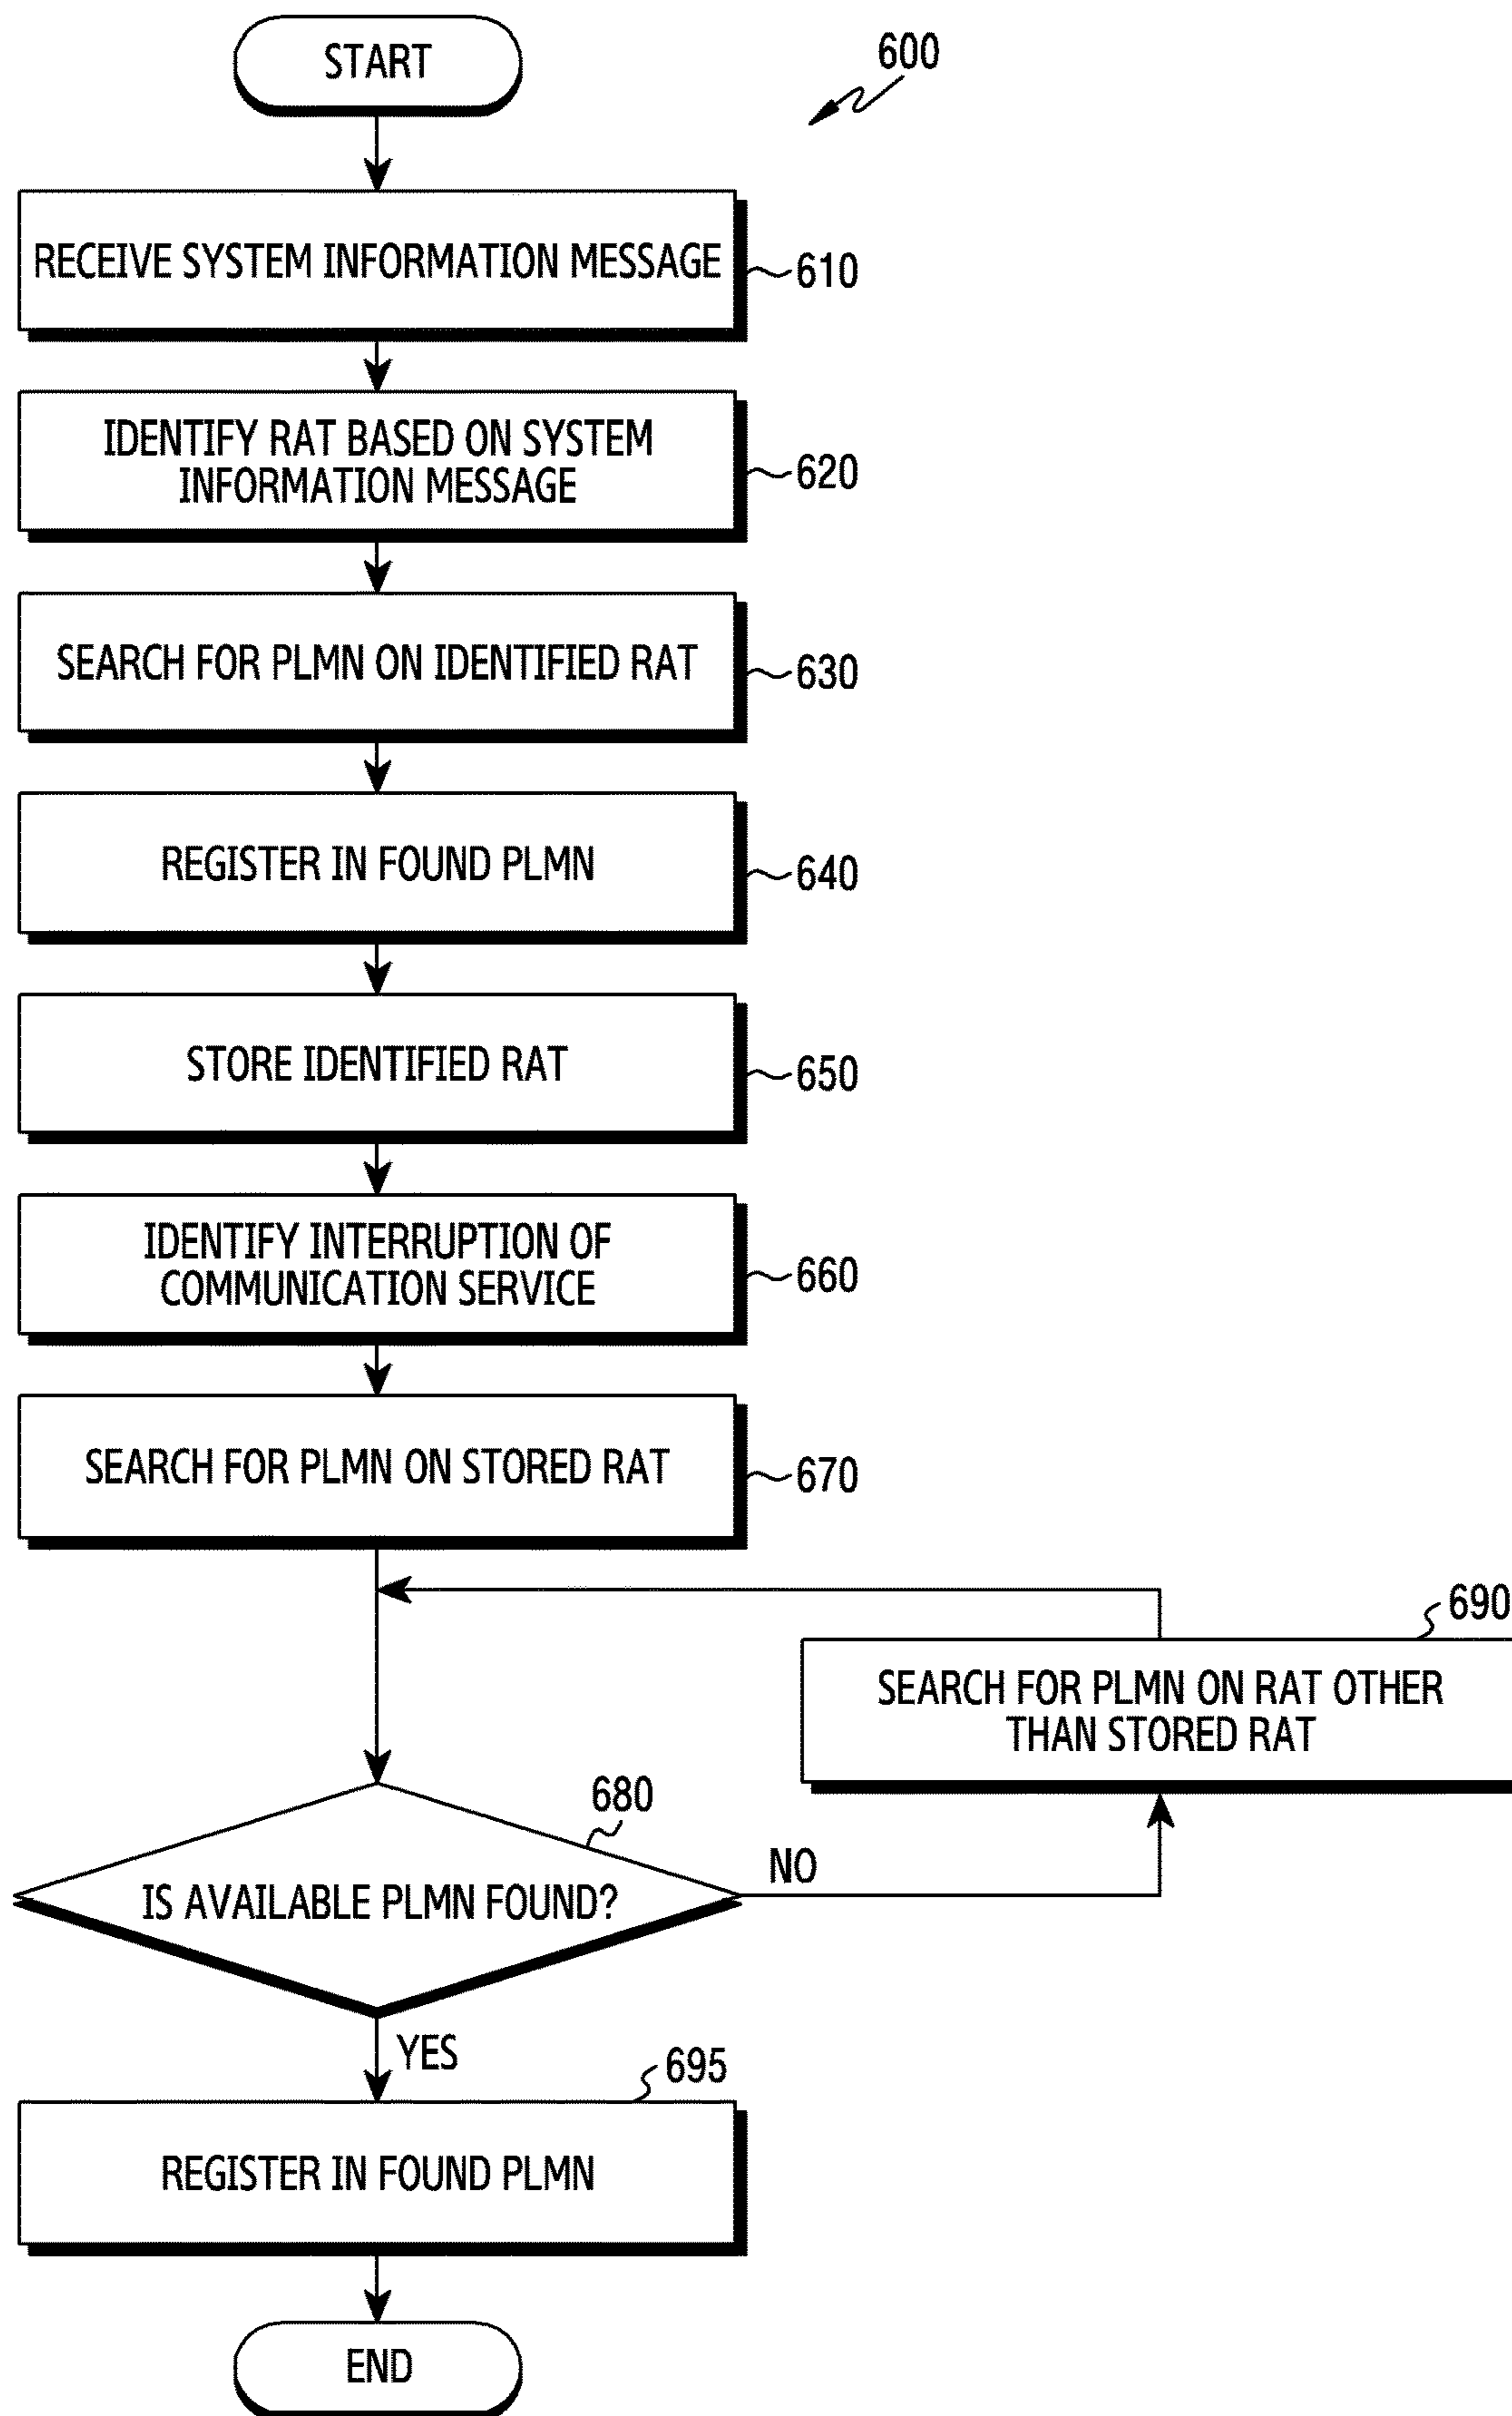 START
600
RECEIVE SYSTEM INFORMATION MESSAGE
610
IDENTIFY RAT BASED ON SYSTEM
INFORMATION MESSAGE
620
SEARCH FOR PLMN ON IDENTIFIED RAT
630
REGISTER IN FOUND PLMN
640
STORE IDENTIFIED RAT
650
IDENTIFY INTERRUPTION OF
COMMUNICATION SERVICE
660
SEARCH FOR PLMN ON STORED RAT
670
690
SEARCH FOR PLMN ON RAT OTHER
THAN STORED RAT
680
IS AVAILABLE PLMN FOUND?
NO
YES
695
REGISTER IN FOUND PLMN
END